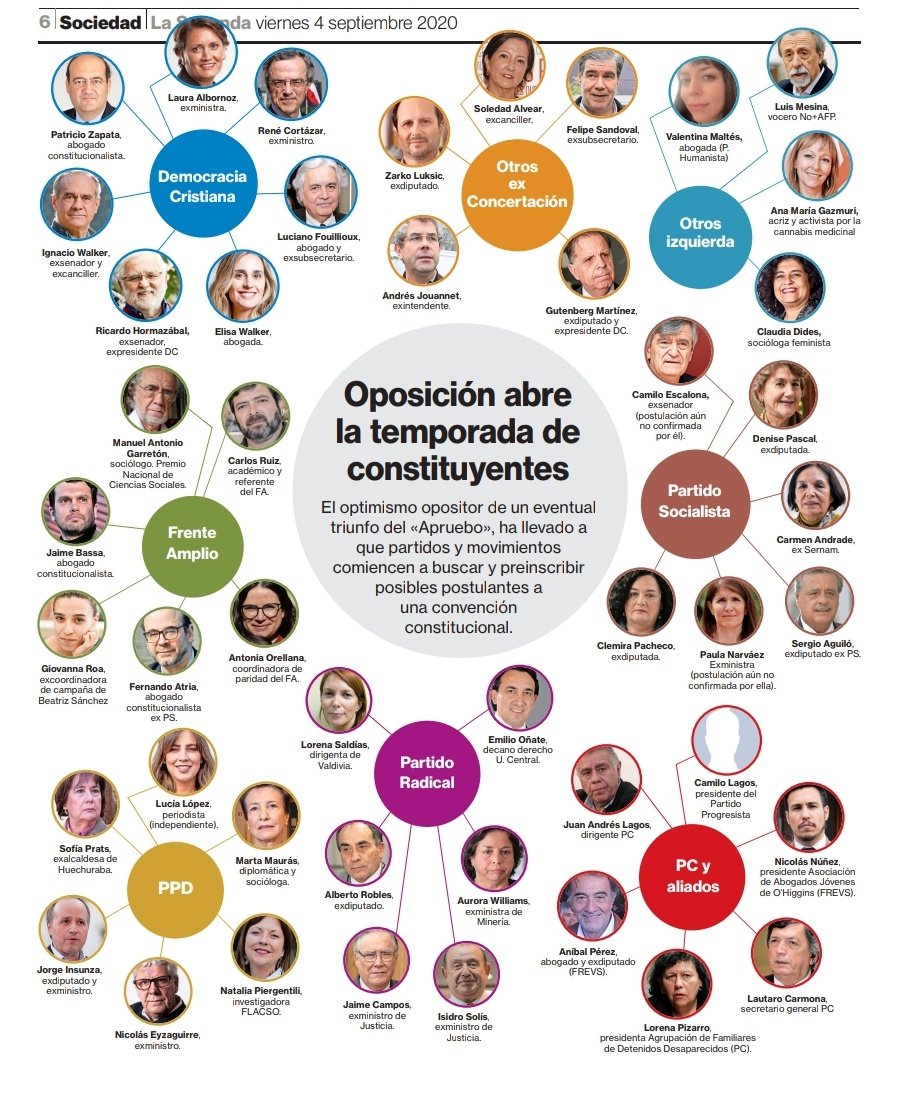 6 Sociedad La Segunda viernes 4 septiembre 2020
Laura Albornoz,
exministra.
Patricio Zapata,
abogado
constitucionalista.
René Cortázar,
exministro.
Democracia
Cristiana
Ignacio Walker,
exsenador y
excanciller.
Luciano Fouillioux,
abogado y
exsubsecretario.
Ricardo Hormazábal,
exsenador,
expresidente DC
Elisa Walker,
abogada.
Soledad Alvear,
excanciller.
Felipe Sandoval,
exsubsecretario.
Zarko Luksic,
exdiputado.
Otros
ex
Concertación
Andrés Jouannet,
exintendente.
Gutenberg Martínez,
exdiputado y
expresidente DC.
Luis Mesina,
vocero No+AFP.
Valentina Maltés,
abogada (P.
Humanista)
Ana María Gazmuri,
acriz y activista por la
cannabis medicinal
Otros
izquierda
Claudia Dides,
socióloga feminista
Oposición abre
la temporada de
constituyentes
El optimismo opositor de un eventual
triunfo del «Apruebo», ha llevado a
que partidos y movimientos
comiencen a buscar y preinscribir
posibles postulantes a
una convención
constitucional.
Manuel Antonio
Garretón,
sociólogo. Premio
Nacional de
Ciencias Sociales.
Carlos Ruiz,
académico y
referente
del FA.
Frente
Amplio
Jaime Bassa,
abogado
constitucionalista.
Giovanna Roa,
excoordinadora
de campaña de
Beatriz Sánchez
Fernando Atria,
abogado
constitucionalista
ex PS.
Antonia Orellana,
coordinadora de
paridad del FA.
Camilo Escalona,
exsenador
(postulación aún
no confirmada
por él).
Denise Pascal,
exdiputada.
Partido
Socialista
Carmen Andrade,
ex Sernam.
Clemira Pacheco,
exdiputada.
Paula Narváez
Exministra
(postulación aún no
confirmada por ella).
Sergio Aguiló,
exdiputado ex PS.
Lorena Saldías,
dirigenta de
Valdivia.
Emilio Oñate,
decano derecho
U. Central.
Partido
Radical
Alberto Robles,
exdiputado.
Aurora Williams,
exministra de
Minería.
Jaime Campos,
exministro de
Justicia.
Isidro Solís,
exministro de
Justicia.
Lucía López,
periodista
(independiente).
Sofía Prats,
exalcaldesa de
Huechuraba.
Marta Maurás,
diplomática y
socióloga.
PPD
Jorge Insunza,
exdiputado y
exministro.
Natalia Piergentili,
investigadora
FLACSO.
Nicolás Eyzaguirre,
exministro.
Camilo Lagos,
presidente del
Partido
Progresista
Juan Andrés Lagos,
dirigente PC
PC y
aliados
Nicolás Núñez,
presidente Asociación
de Abogados Jóvenes
de O'Higgins (FREVS).
Aníbal Pérez,
abogado y exdiputado
(FREVS).
Lautaro Carmona,
secretario general PC
Lorena Pizarro,
presidenta Agrupación de Familiares
de Detenidos Desaparecidos (PC).